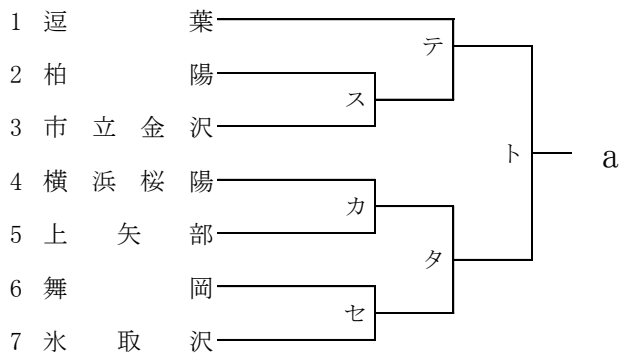 1 逗葉
テ
2 柏陽
ス
3 市立金沢
ト a
4 横浜桜陽
カ
5 上矢部
タ
6 舞岡
セ
7 氷取沢